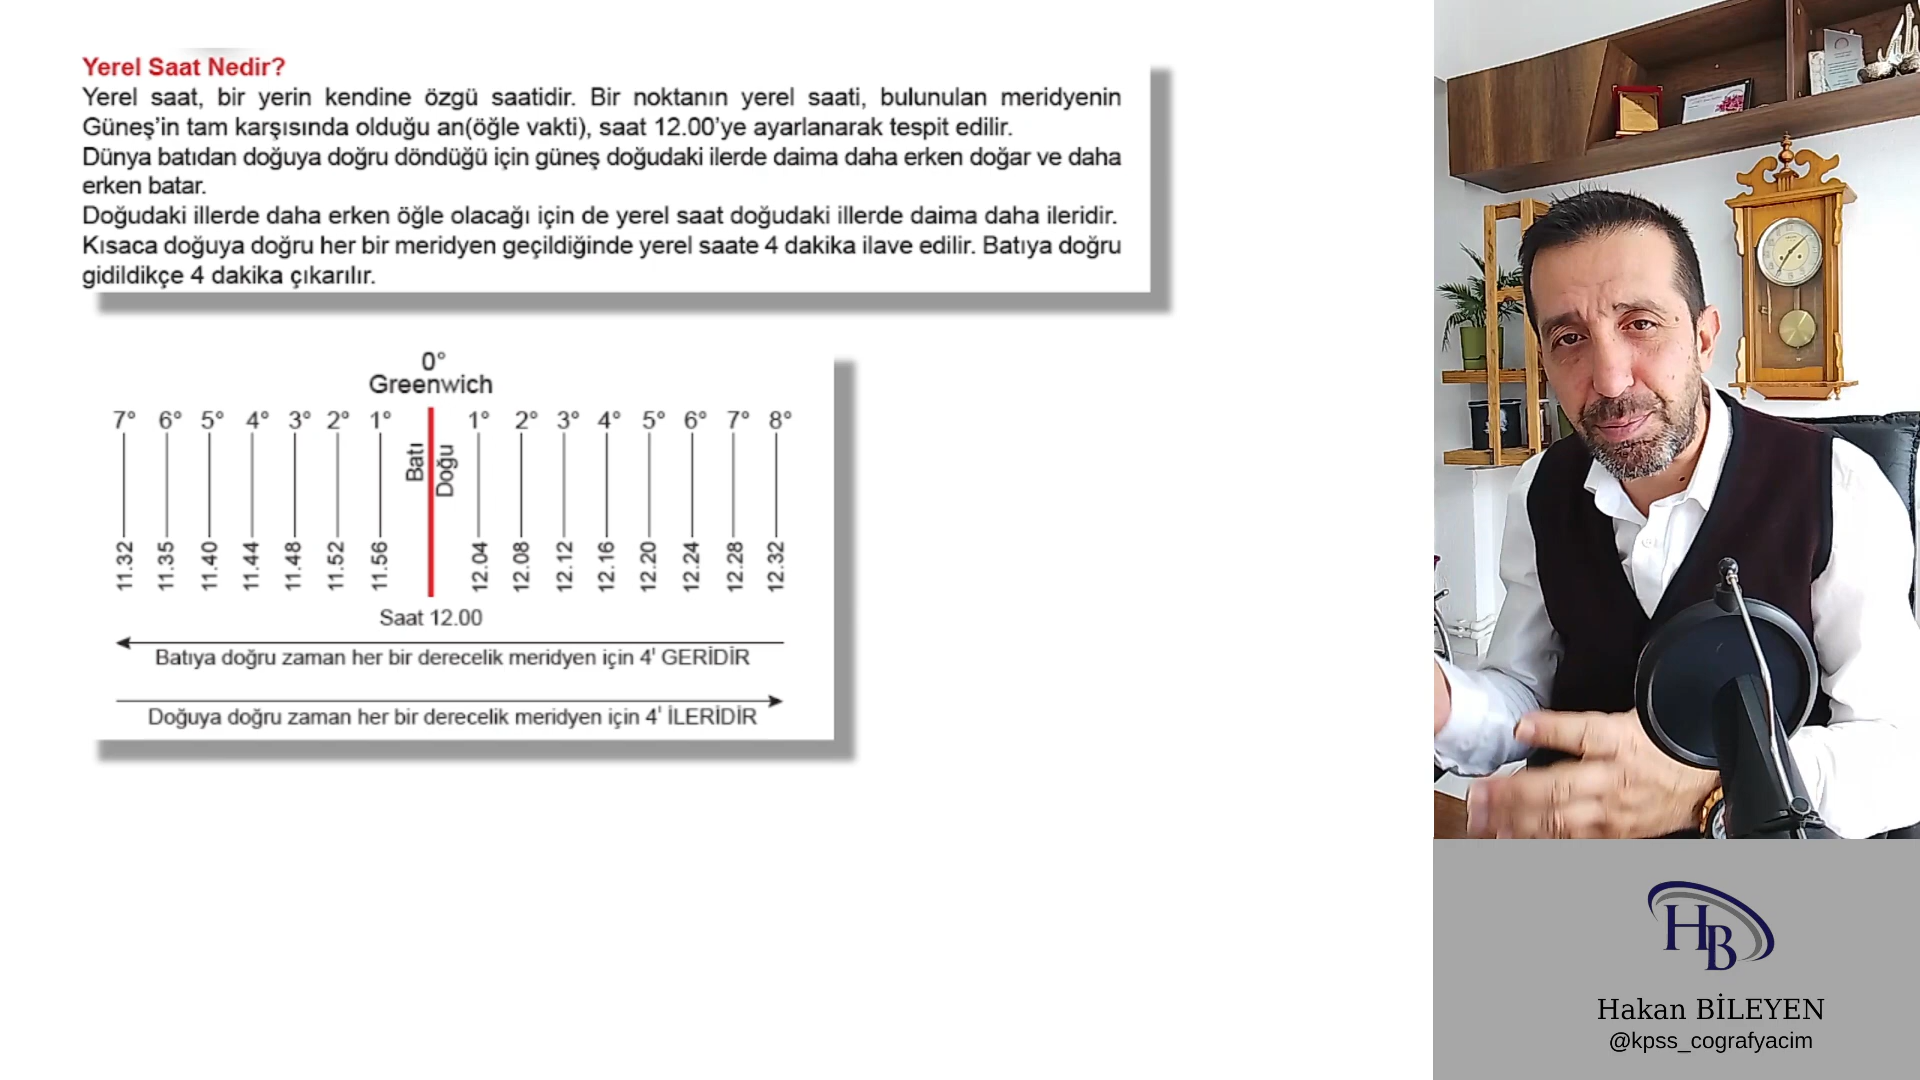 Yerel Saat Nedir?
Yerel saat, bir yerin kendine özgü saatidir. Bir noktanın yerel saati, bulunulan meridyenin
Güneş'in tam karşısında olduğu an(öğle vakti), saat 12.00'ye ayarlanarak tespit edilir.
Dünya batıdan doğuya doğru döndüğü için güneş doğudaki ilerde daima daha erken doğar ve daha
erken batar.
Doğudaki illerde daha erken öğle olacağı için de yerel saat doğudaki illerde daima daha ileridir.
Kısaca doğuya doğru her bir meridyen geçildiğinde yerel saate 4 dakika ilave edilir. Batıya doğru
gidildikçe 4 dakika çıkarılır.
0°
Greenwich
7° 6° 5° 4° 3° 2° 1° 1° 2° 3° 4° 5° 6° 7° 8°
Batı
Doğu
11.32 11.35 11.40 11.44 11.48 11.52 11.56 12.04 12.08 12.12 12.16 12.20 12.24 12.28 12.32
Saat 12.00
Batıya doğru zaman her bir derecelik meridyen için 4' GERİDİR
Doğuya doğru zaman her bir derecelik meridyen için 4' İLERİDİR
HB
Hakan BİLEYEN
@kpss_cografyacim